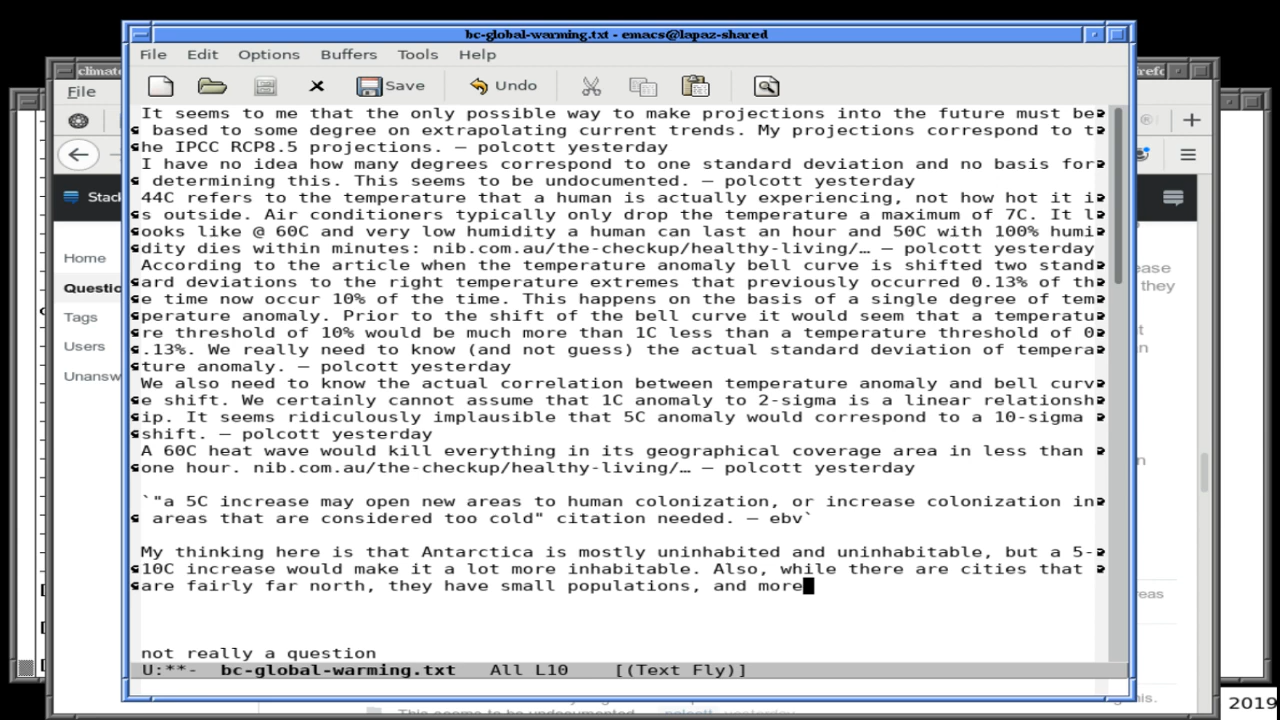 bc-global-warming.txt - emacs@lapaz-shared
File Edit Options Buffers Tools Help
Save Undo
It seems to me that the only possible way to make projections into the future must be
based to some degree on extrapolating current trends. My projections correspond to t
he IPCC RCP8.5 projections. – polcott yesterday
I have no idea how many degrees correspond to one standard deviation and no basis for
determining this. This seems to be undocumented. – polcott yesterday
44C refers to the temperature that a human is actually experiencing, not how hot it i
s outside. Air conditioners typically only drop the temperature a maximum of 7C. It l
ooks like @ 60C and very low humidity a human can last an hour and 50C with 100% humi
dity dies within minutes: nib.com.au/the-checkup/healthy-living/… – polcott yesterday
According to the article when the temperature anomaly bell curve is shifted two stand
ard deviations to the right temperature extremes that previously occurred 0.13% of th
e time now occur 10% of the time. This happens on the basis of a single degree of tem
perature anomaly. Prior to the shift of the bell curve it would seem that a temperatu
re threshold of 10% would be much more than 1C less than a temperature threshold of 0
.13%. We really need to know (and not guess) the actual standard deviation of tempera
ture anomaly. – polcott yesterday
We also need to know the actual correlation between temperature anomaly and bell curv
e shift. We certainly cannot assume that 1C anomaly to 2-sigma is a linear relationsh
ip. It seems ridiculously implausible that 5C anomaly would correspond to a 10-sigma
shift. – polcott yesterday
A 60C heat wave would kill everything in its geographical coverage area in less than
one hour. nib.com.au/the-checkup/healthy-living/… – polcott yesterday
`"a 5C increase may open new areas to human colonization, or increase colonization in
areas that are considered too cold" citation needed. – ebv`
My thinking here is that Antarctica is mostly uninhabited and uninhabitable, but a 5-
10C increase would make it a lot more inhabitable. Also, while there are cities that
are fairly far north, they have small populations, and more
not really a question
U:**- bc-global-warming.txt All L10 [(Text Fly)]
climate
File
Stack
Home
Questio
Tags
Users
Unansw
refo
ease
they
eas
his.
2019